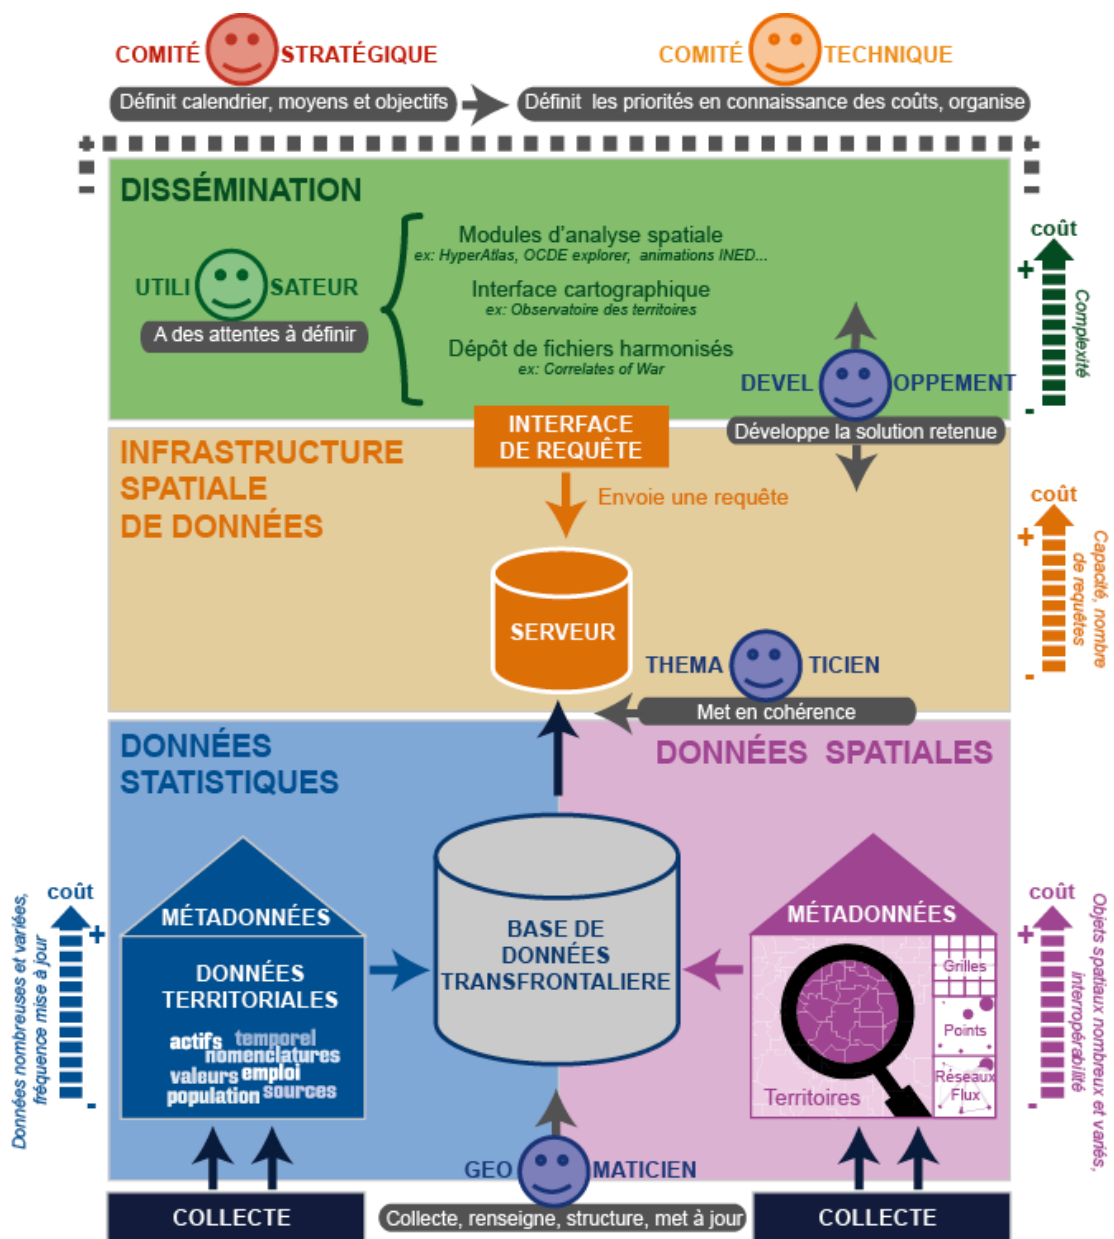 COMITÉ STRATÉGIQUE
Définit calendrier, moyens et objectifs
COMITÉ TECHNIQUE
Définit les priorités en connaissance des coûts, organise
DISSÉMINATION
UTILISATEUR
A des attentes à définir
Modules d'analyse spatiale
ex: HyperAtlas, OCDE explorer, animations INED...
Interface cartographique
ex: Observatoire des territoires
Dépôt de fichiers harmonisés
ex: Correlates of War
DEVELOPPEMENT
Développe la solution retenue
coût
+
Complexité
-
INTERFACE
DE REQUÊTE
INFRASTRUCTURE
SPATIALE
DE DONNÉES
Envoie une requête
SERVEUR
coût
+
Capacité, nombre
de requêtes
-
THEMATICIEN
Met en cohérence
DONNÉES
STATISTIQUES
DONNÉES SPATIALES
coût
+
Données nombreuses et variées,
fréquence mise à jour
-
MÉTADONNÉES
DONNÉES
TERRITORIALES
actifs temporel
nomenclatures
valeurs emploi
population sources
BASE DE
DONNÉES
TRANSFRONTALIERE
MÉTADONNÉES
Grilles
Points
Réseaux
Flux
Territoires
coût
+
Objets spatiaux nombreux et variés,
interopérabilité
-
GEOMATICIEN
Collecte, renseigne, structure, met à jour
COLLECTE
COLLECTE